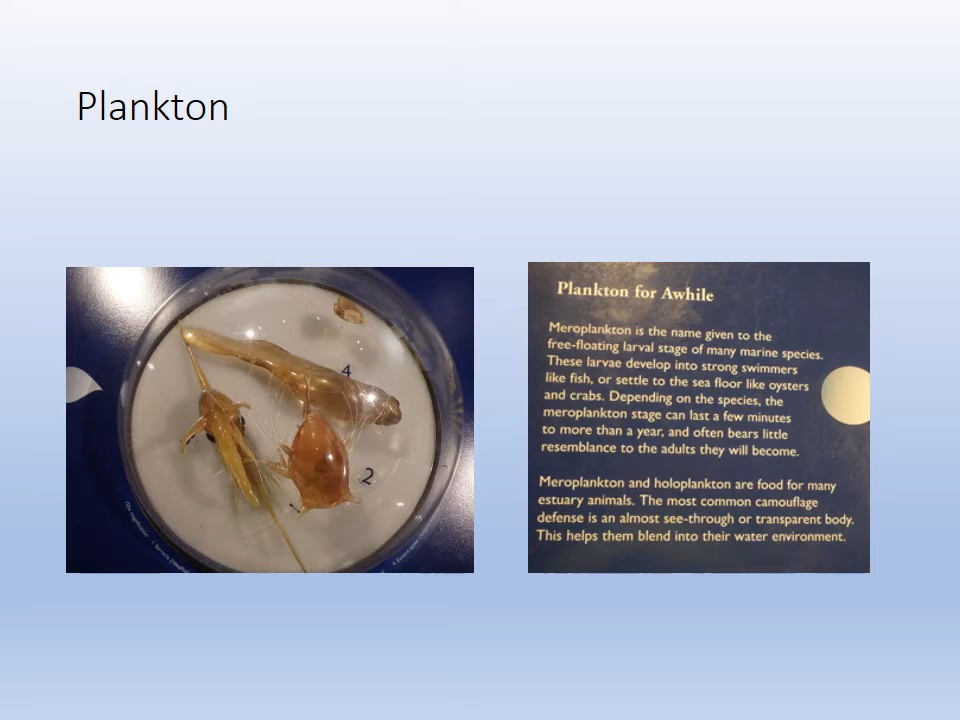 Plankton
4
2
Plankton for Awhile
Meroplankton is the name given to the
free-floating larval stage of many marine species.
These larvae develop into strong swimmers
like fish, or settle to the sea floor like oysters
and crabs. Depending on the species, the
meroplankton stage can last a few minutes
to more than a year, and often bears little
resemblance to the adults they will become.
Meroplankton and holoplankton are food for many
estuary animals. The most common camouflage
defense is an almost see-through or transparent body.
This helps them blend into their water environment.